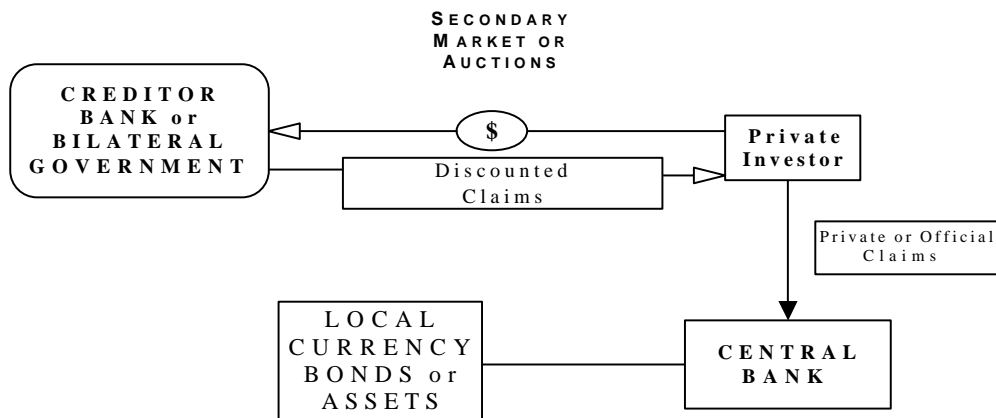 SECONDARY
MARKET OR
AUCTIONS
CREDITOR
BANK or
BILATERAL
GOVERNMENT
$
Private
Investor
Discounted
Claims
Private or Official
Claims
LOCAL
CURRENCY
BONDS or
ASSETS
CENTRAL
BANK